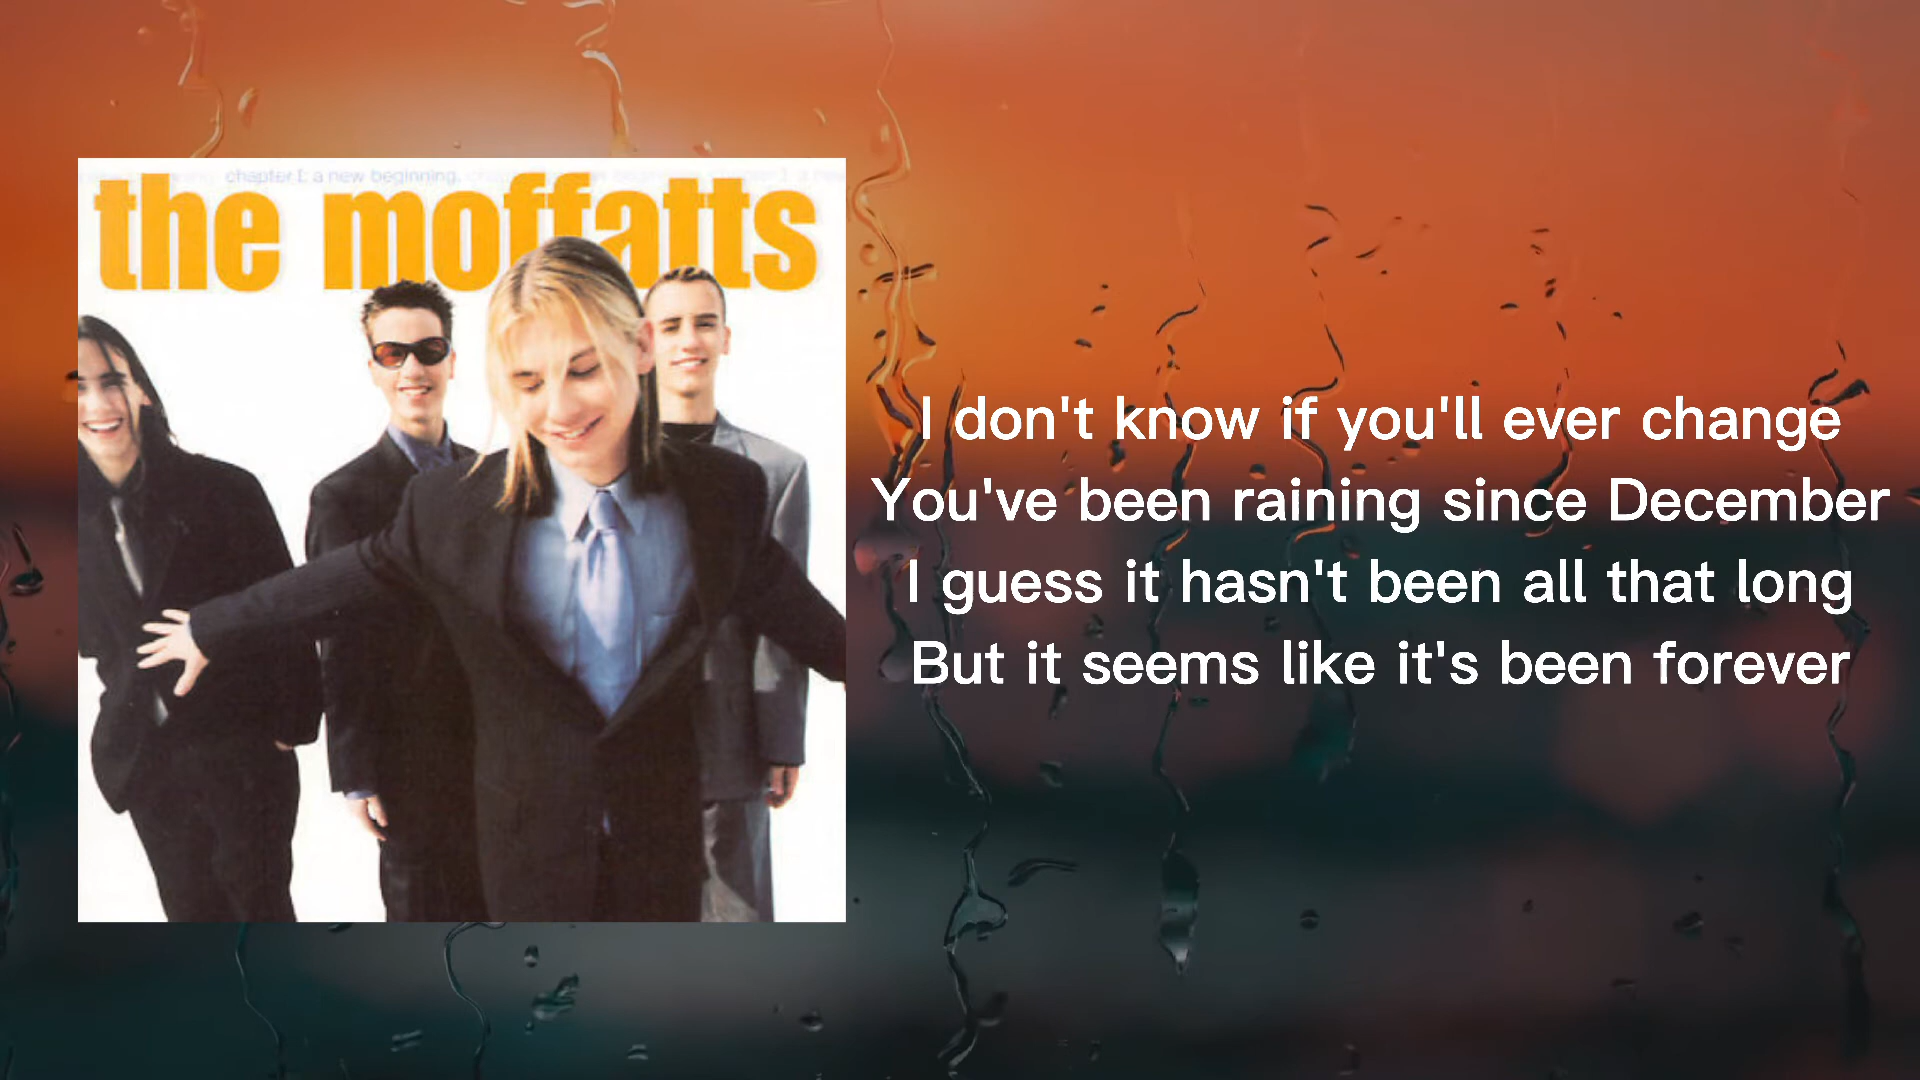 chapter I: a new beginning.
the moffatts
I don't know if you'll ever change
You've been raining since December
I guess it hasn't been all that long
But it seems like it's been forever